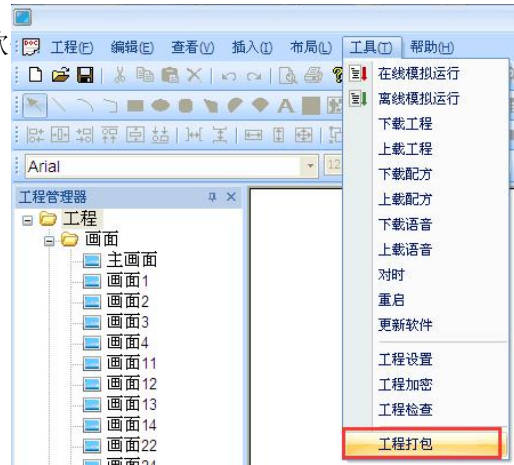 次
工程(F) 编辑(E) 查看(V) 插入(I) 布局(L) 工具(T) 帮助(H)
在线模拟运行
离线模拟运行
下载工程
上载工程
下载配方
上载配方
下载语音
上载语音
对时
重启
更新软件
工程设置
工程加密
工程检查
工程打包
A
Arial
12
工程管理器
工程
画面
主画面
画面1
画面2
画面3
画面4
画面11
画面12
画面13
画面14
画面22